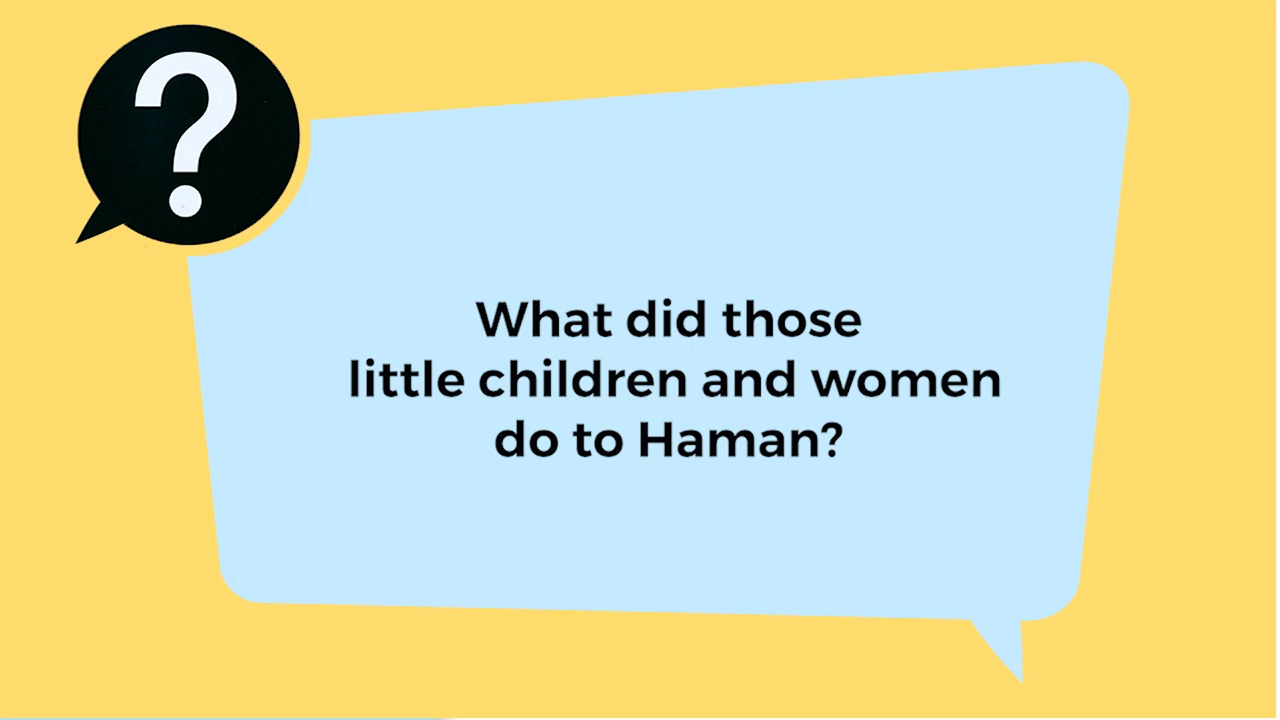 ?
What did those
little children and women
do to Haman?